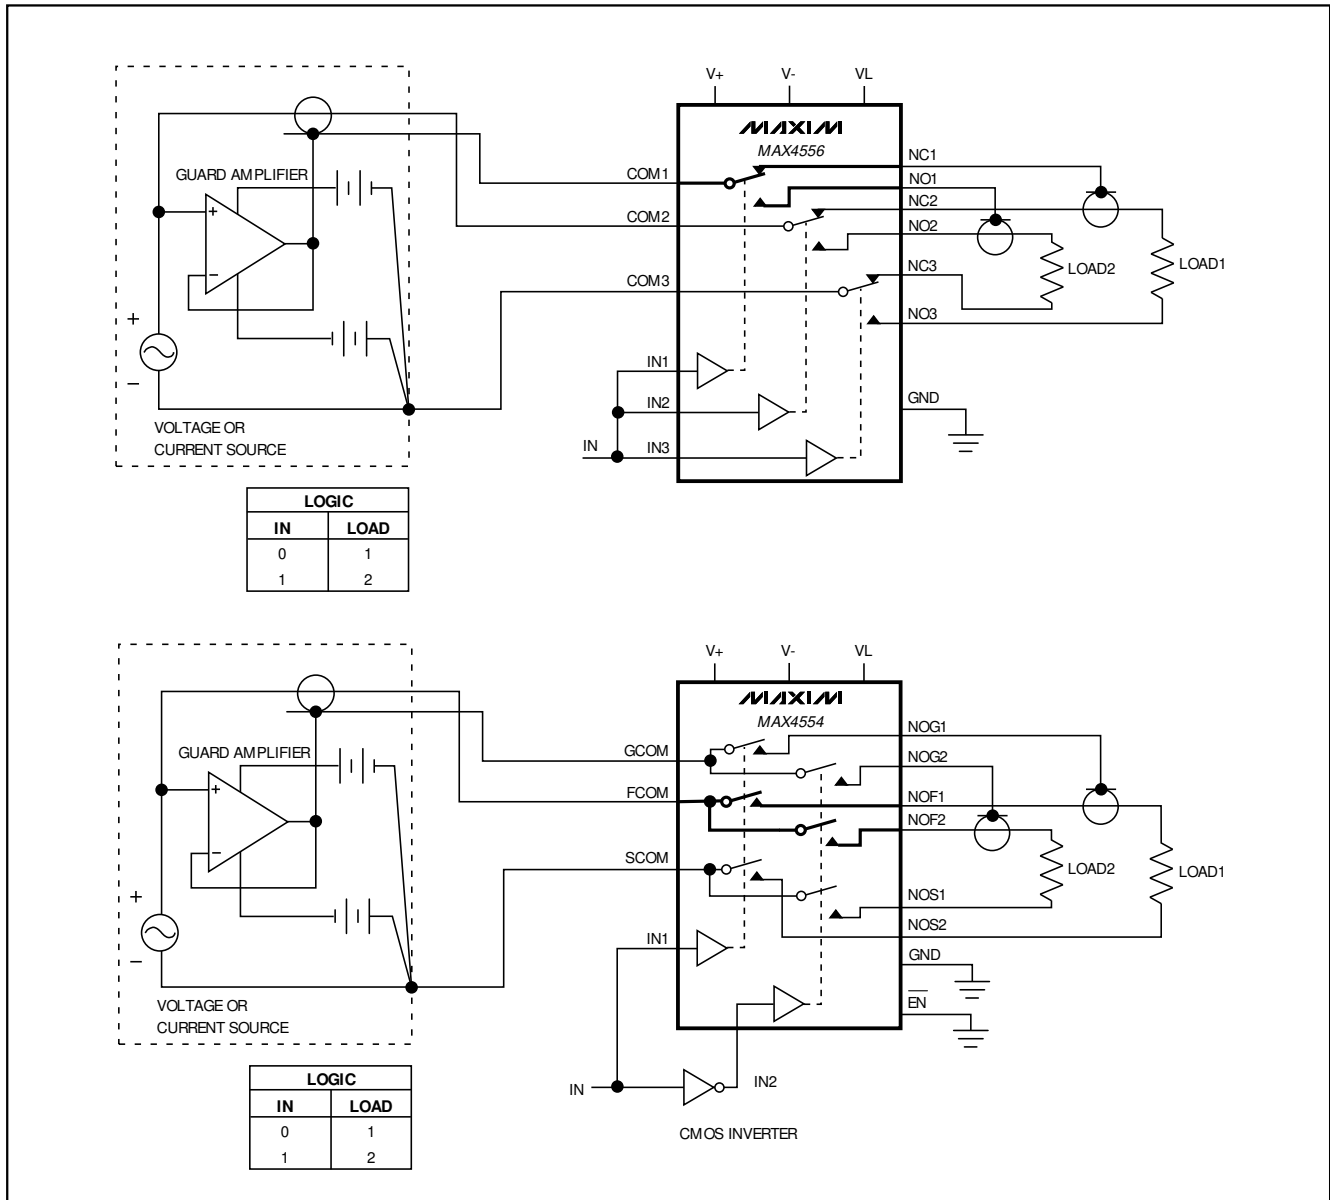 V+ V- VL
MAXIM
MAX4556
GUARD AMPLIFIER
+
−
+
−
VOLTAGE OR
CURRENT SOURCE
COM1
COM2
COM3
IN1
IN2
IN3
IN
NC1
NO1
NC2
NO2
NC3
NO3
GND
LOAD2
LOAD1
LOGIC
IN LOAD
0 1
1 2
V+ V- VL
MAXIM
MAX4554
GUARD AMPLIFIER
+
−
+
−
VOLTAGE OR
CURRENT SOURCE
GCOM
FCOM
SCOM
IN1
IN
IN2
CMOS INVERTER
NOG1
NOG2
NOF1
NOF2
NOS1
NOS2
GND
EN
LOAD2
LOAD1
LOGIC
IN LOAD
0 1
1 2